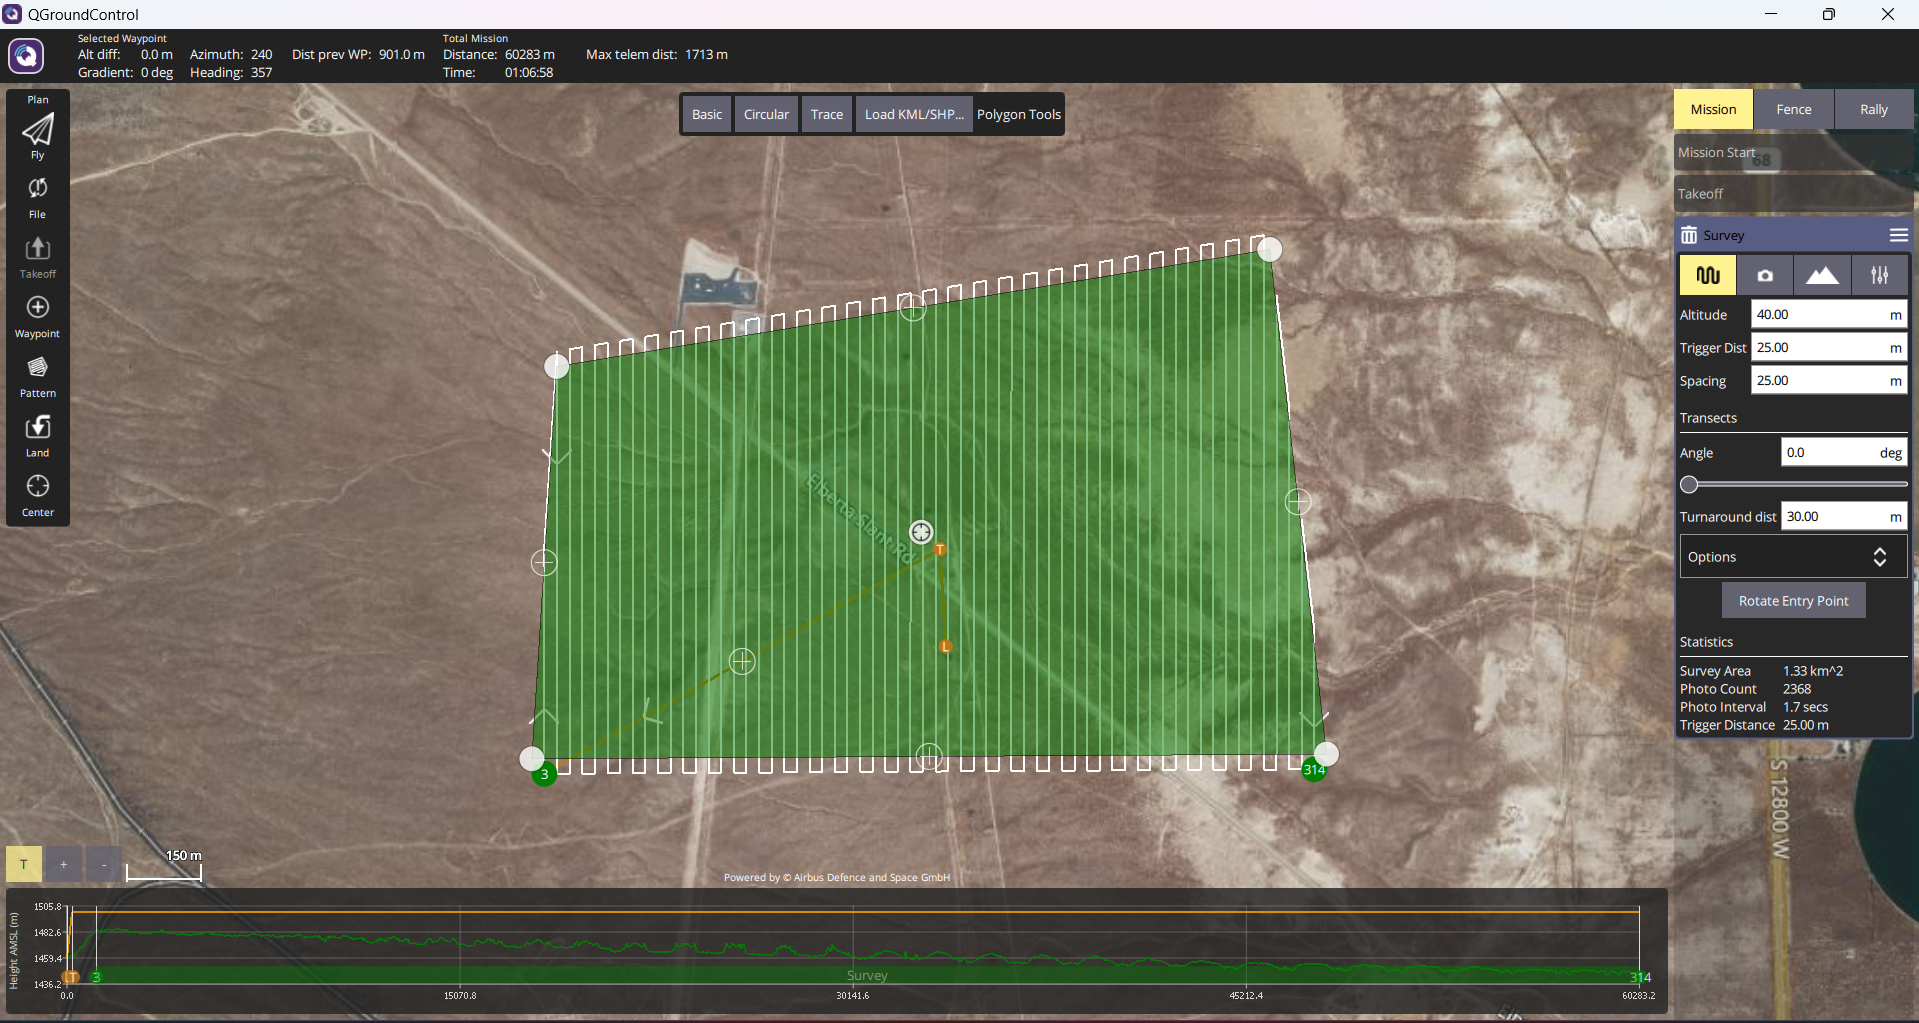 QGroundControl
Selected Waypoint
Alt diff: 0.0 m Azimuth: 240 Dist prev WP: 901.0 m
Gradient: 0 deg Heading: 357
Total Mission
Distance: 60283 m Max telem dist: 1713 m
Time: 01:06:58
Plan
Fly
File
Takeoff
Waypoint
Pattern
Land
Center
Basic Circular Trace Load KML/SHP... Polygon Tools
Mission Fence Rally
Mission Start
68
Takeoff
Survey
Altitude 40.00 m
Trigger Dist 25.00 m
Spacing 25.00 m
Transects
Angle 0.0 deg
Turnaround dist 30.00 m
Options
Rotate Entry Point
Statistics
Survey Area 1.33 km^2
Photo Count 2368
Photo Interval 1.7 secs
Trigger Distance 25.00 m
Elberta Slant Rd
T
L
3
314
S 12800 W
T + -
150 m
Powered by © Airbus Defence and Space GmbH
Height AMSL (m)
1505.8
1482.6
1459.4
1436.2
T 3 Survey 314
0.0 15070.8 30141.6 45212.4 60283.2